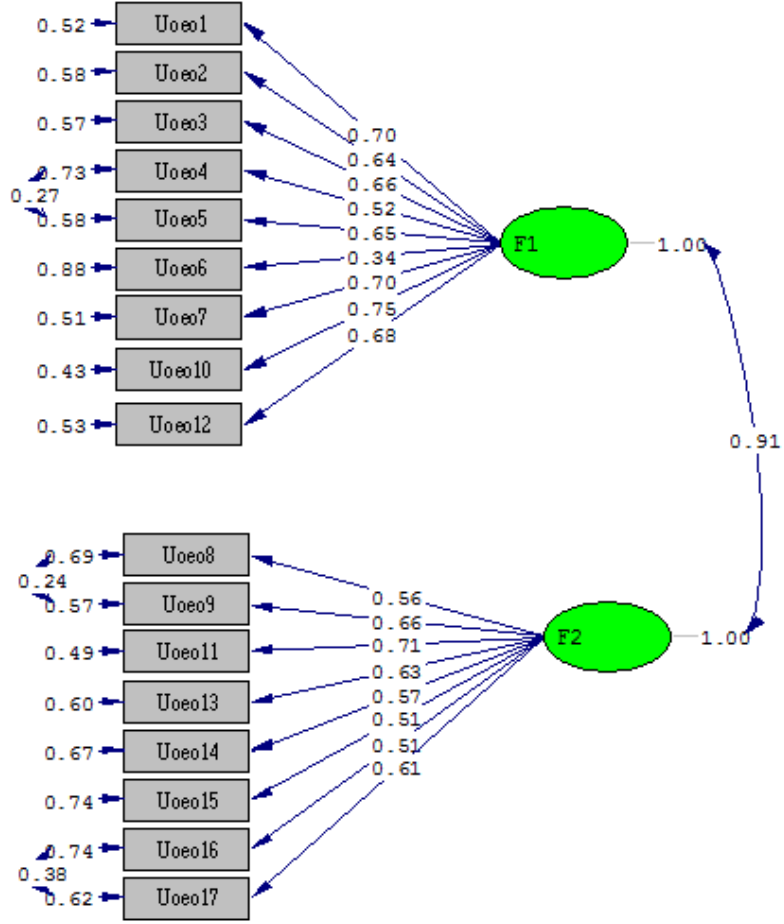 0.52 Uoeo1
0.58 Uoeo2
0.57 Uoeo3
0.70
0.64
0.73 Uoeo4
0.66
0.27
0.52
0.58 Uoeo5
0.65
F1 1.00
0.88 Uoeo6
0.34
0.70
0.51 Uoeo7
0.75
0.68
0.43 Uoeo10
0.53 Uoeo12
0.91
0.69 Uoeo8
0.24
0.57 Uoeo9
0.56
0.66
0.49 Uoeo11
0.71
F2 1.00
0.63
0.60 Uoeo13
0.57
0.51
0.67 Uoeo14
0.51
0.61
0.74 Uoeo15
0.74 Uoeo16
0.38
0.62 Uoeo17